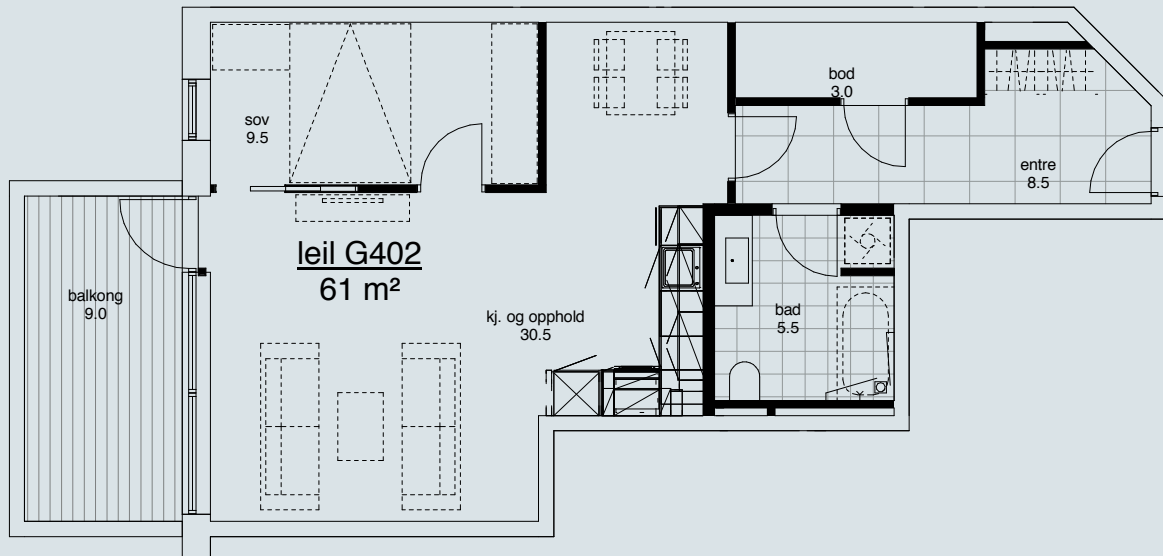 bod
3.0
sov
9.5
entre
8.5
leil G402
61 m²
balkong
9.0
kj. og opphold
30.5
bad
5.5